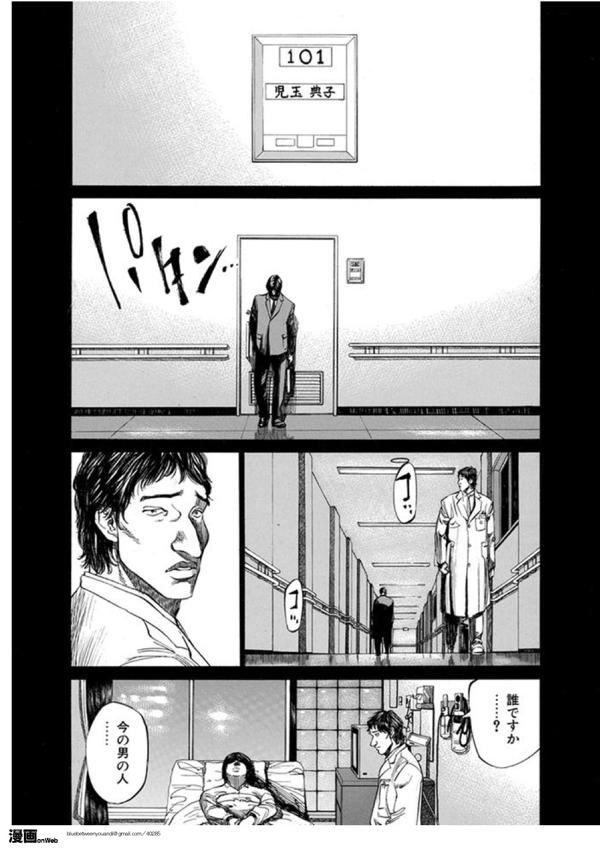 101
児玉 典子
パタン…
コッ
コッ
誰ですか
……？
今の男の人
……
漫画onWeb
bluebetweenyouandi@gmail.com/40285